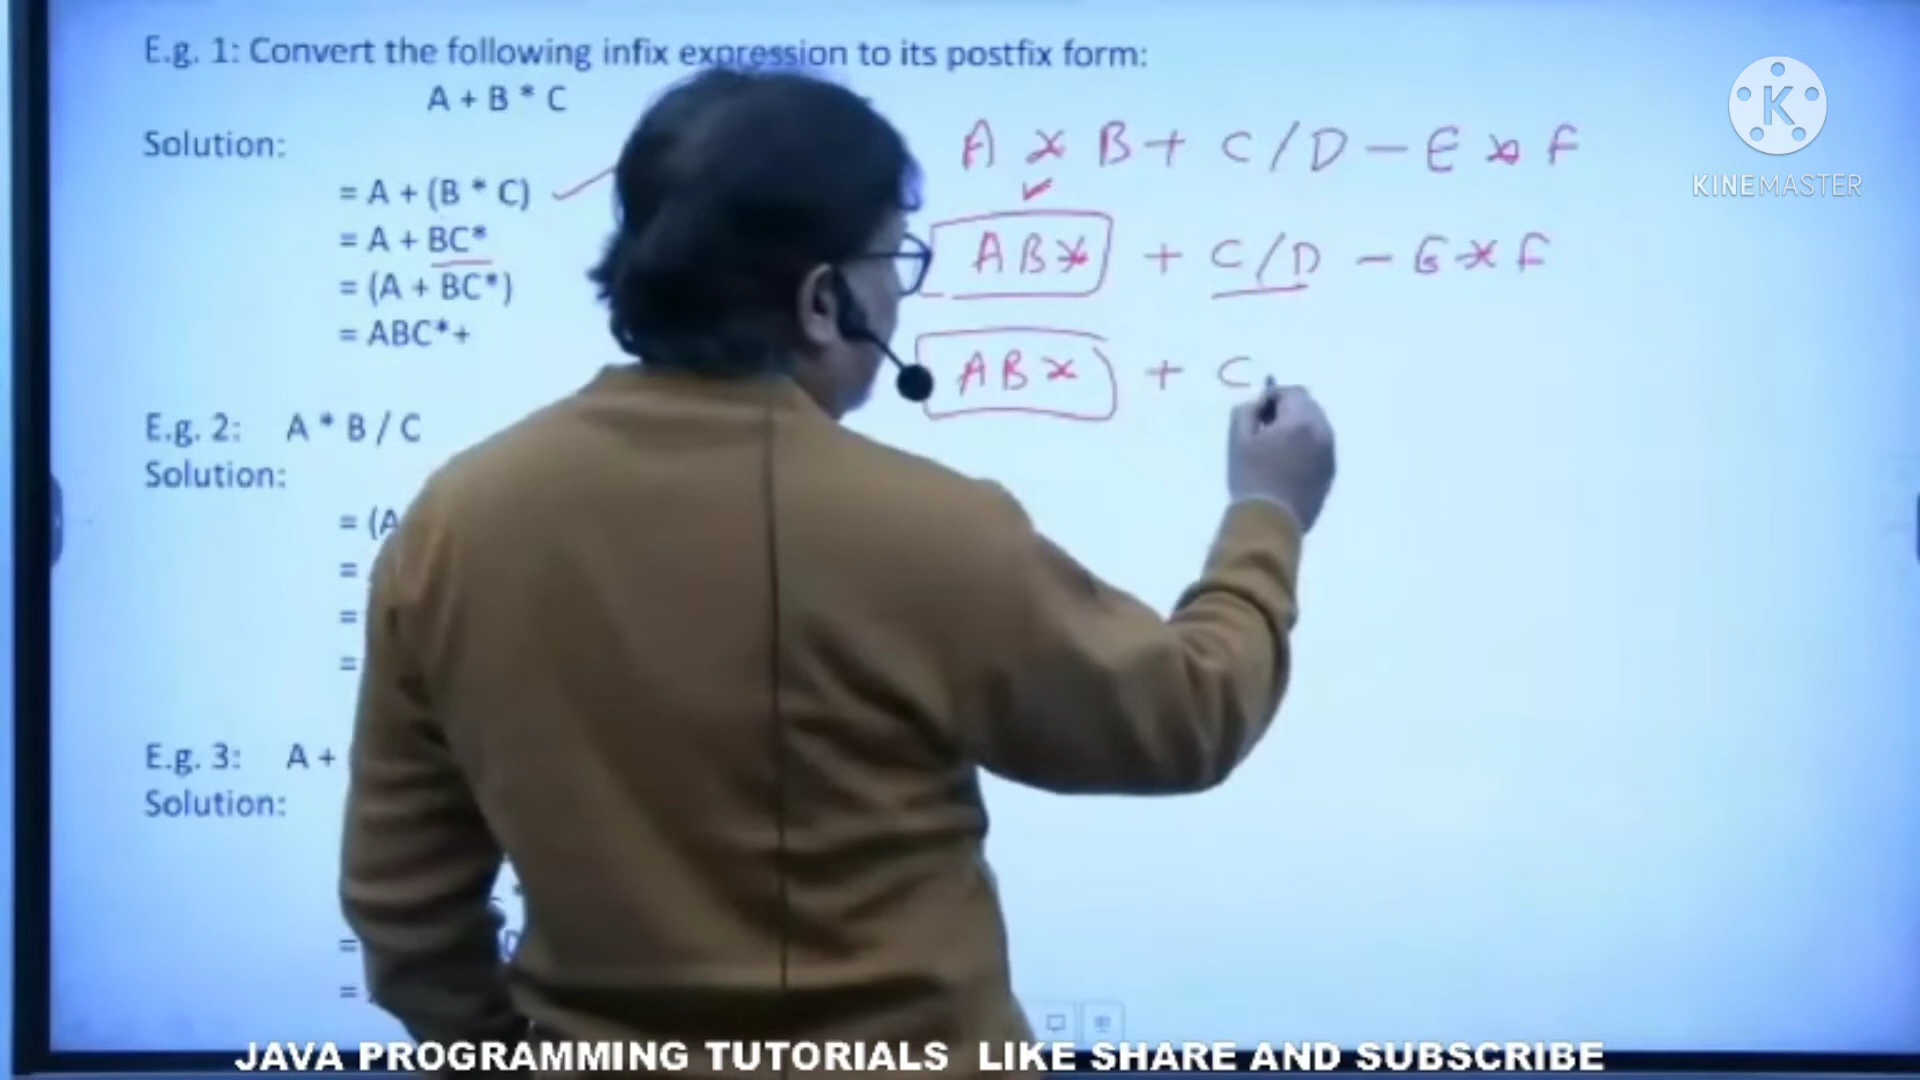 E.g. 1: Convert the following infix expression to its postfix form:
A + B * C
Solution:
= A + (B * C)
= A + BC*
= (A + BC*)
= ABC*+
E.g. 2: A * B / C
Solution:
= (A
=
=
=
E.g. 3: A +
Solution:
=
=
A * B + C / D - E * F
AB* + C/D - E * F
AB* + C
KINEMASTER
JAVA PROGRAMMING TUTORIALS LIKE SHARE AND SUBSCRIBE